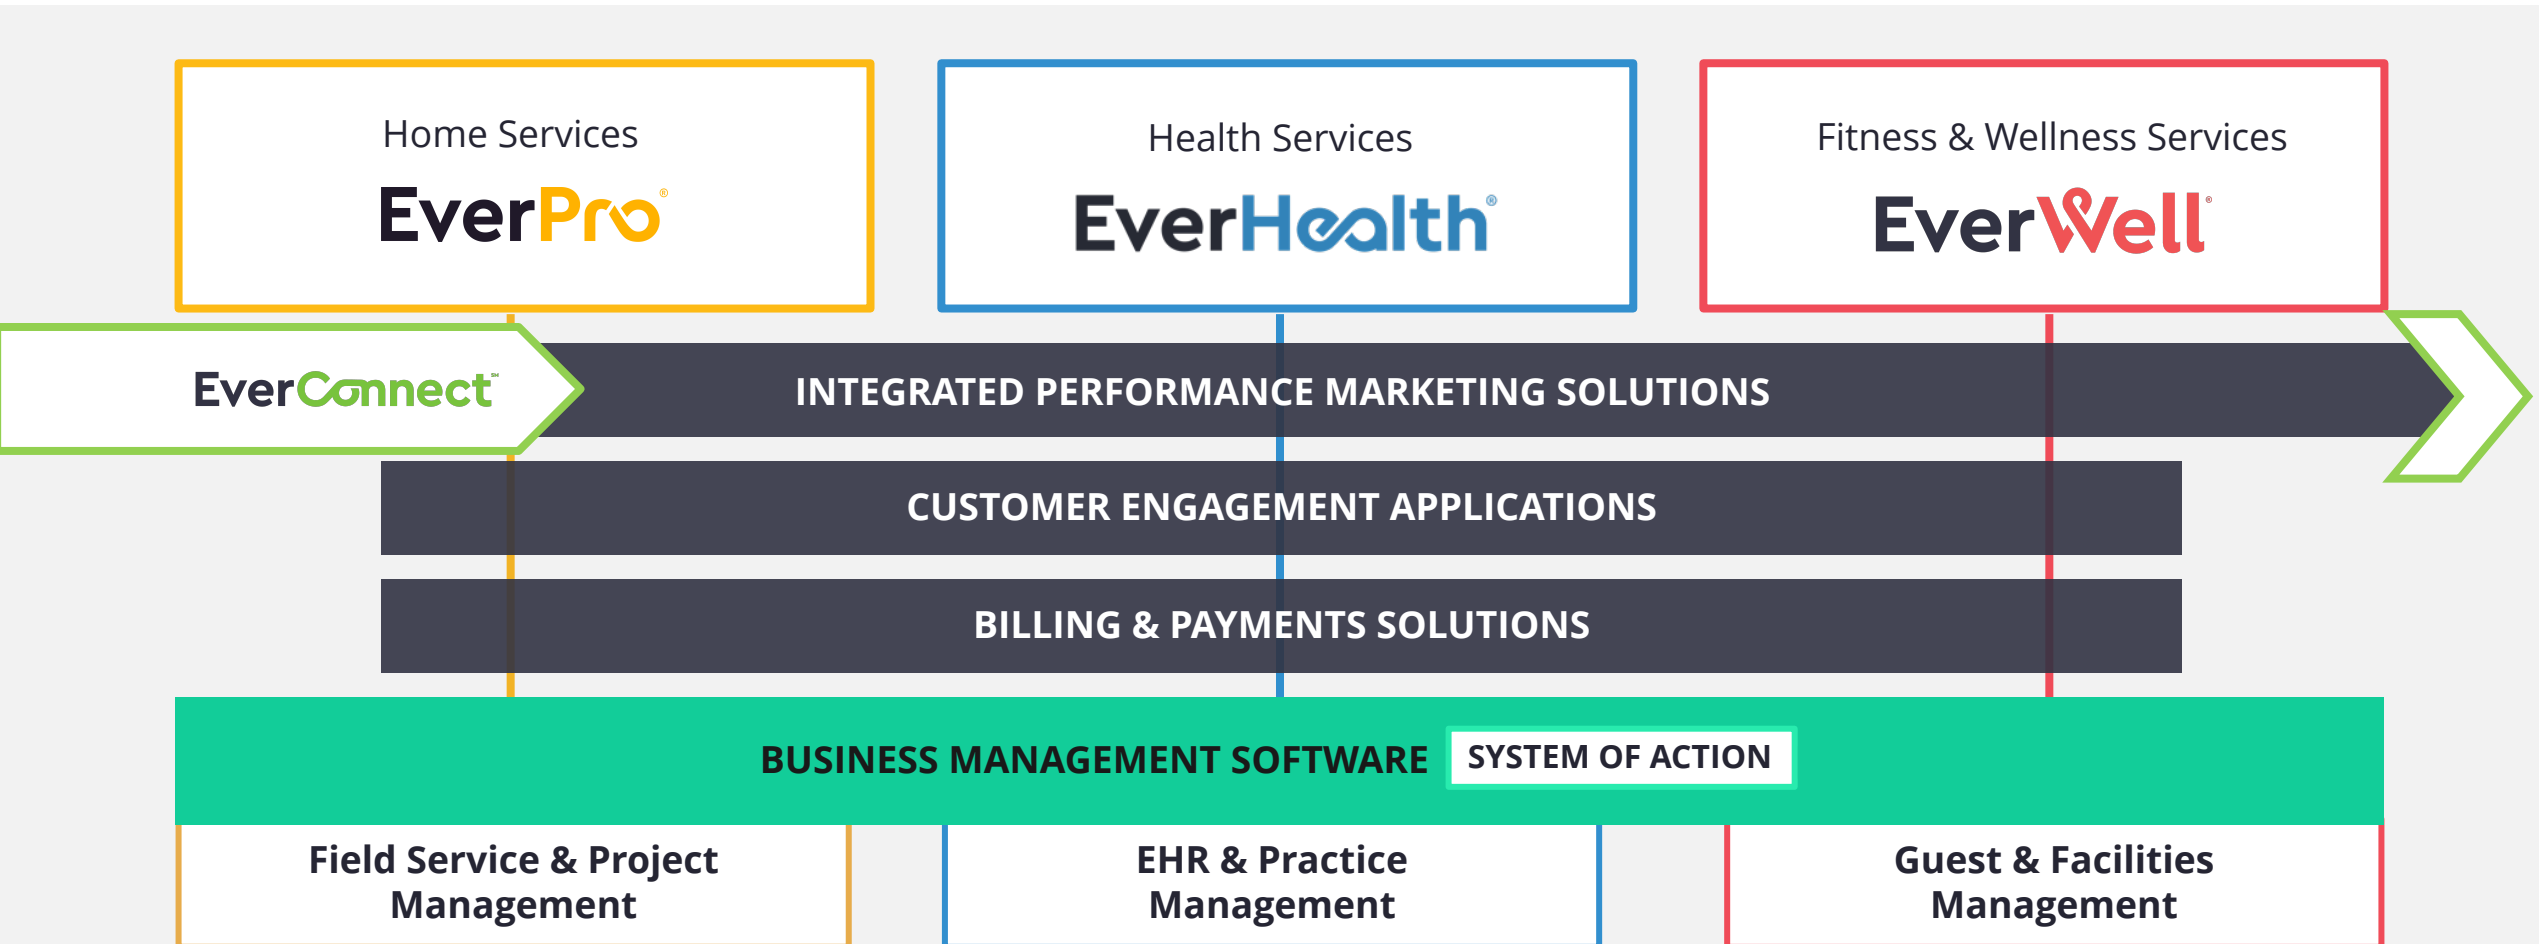 Home Services
EverPro®
Health Services
EverHealth®
Fitness & Wellness Services
EverWell®
EverConnect℠
INTEGRATED PERFORMANCE MARKETING SOLUTIONS
CUSTOMER ENGAGEMENT APPLICATIONS
BILLING & PAYMENTS SOLUTIONS
BUSINESS MANAGEMENT SOFTWARE
SYSTEM OF ACTION
Field Service & Project
Management
EHR & Practice
Management
Guest & Facilities
Management